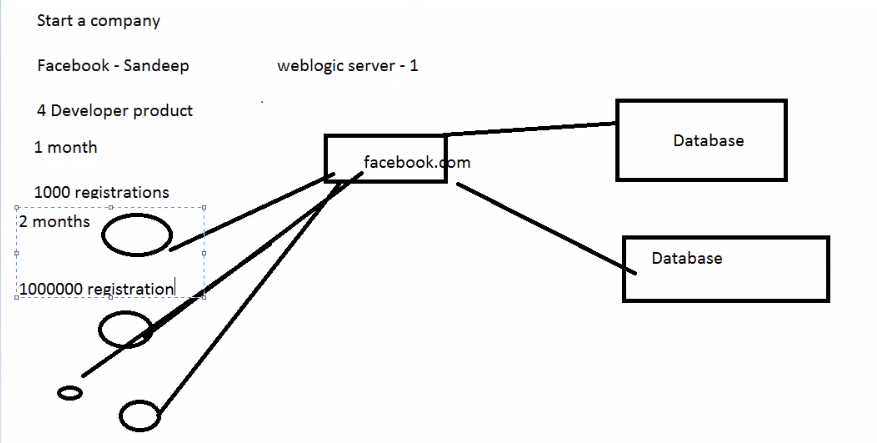 Start a company
Facebook - Sandeep
weblogic server - 1
4 Developer product
1 month
facebook.com
Database
1000 registrations
2 months
Database
1000000 registration